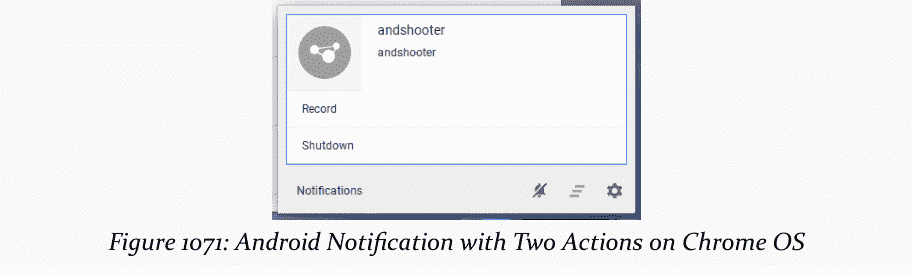 andshooter
andshooter
Record
Shutdown
Notifications
Figure 1071: Android Notification with Two Actions on Chrome OS